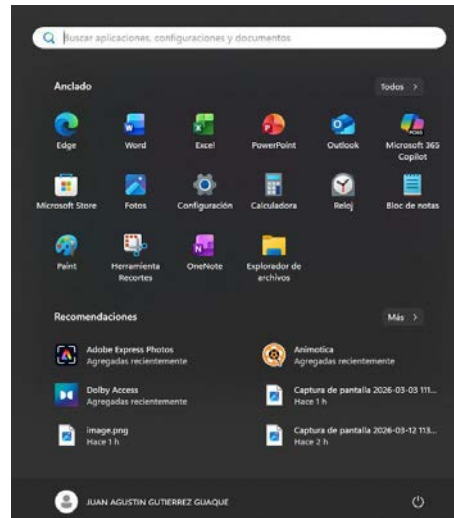 Buscar aplicaciones, configuraciones y documentos
Anclado
Todos >
Edge
Word
Excel
PowerPoint
Outlook
Microsoft 365
Copilot
Microsoft Store
Fotos
Configuración
Calculadora
Reloj
Bloc de notas
Paint
Herramienta
Recortes
OneNote
Explorador de
archivos
Recomendaciones
Más >
Adobe Express Photos
Agregadas recientemente
Animotica
Agregadas recientemente
Dolby Access
Agregadas recientemente
Captura de pantalla 2026-03-03 111...
Hace 1 h
image.png
Hace 1 h
Captura de pantalla 2026-03-12 113...
Hace 2 h
JUAN AGUSTIN GUTIERREZ GUAQUE